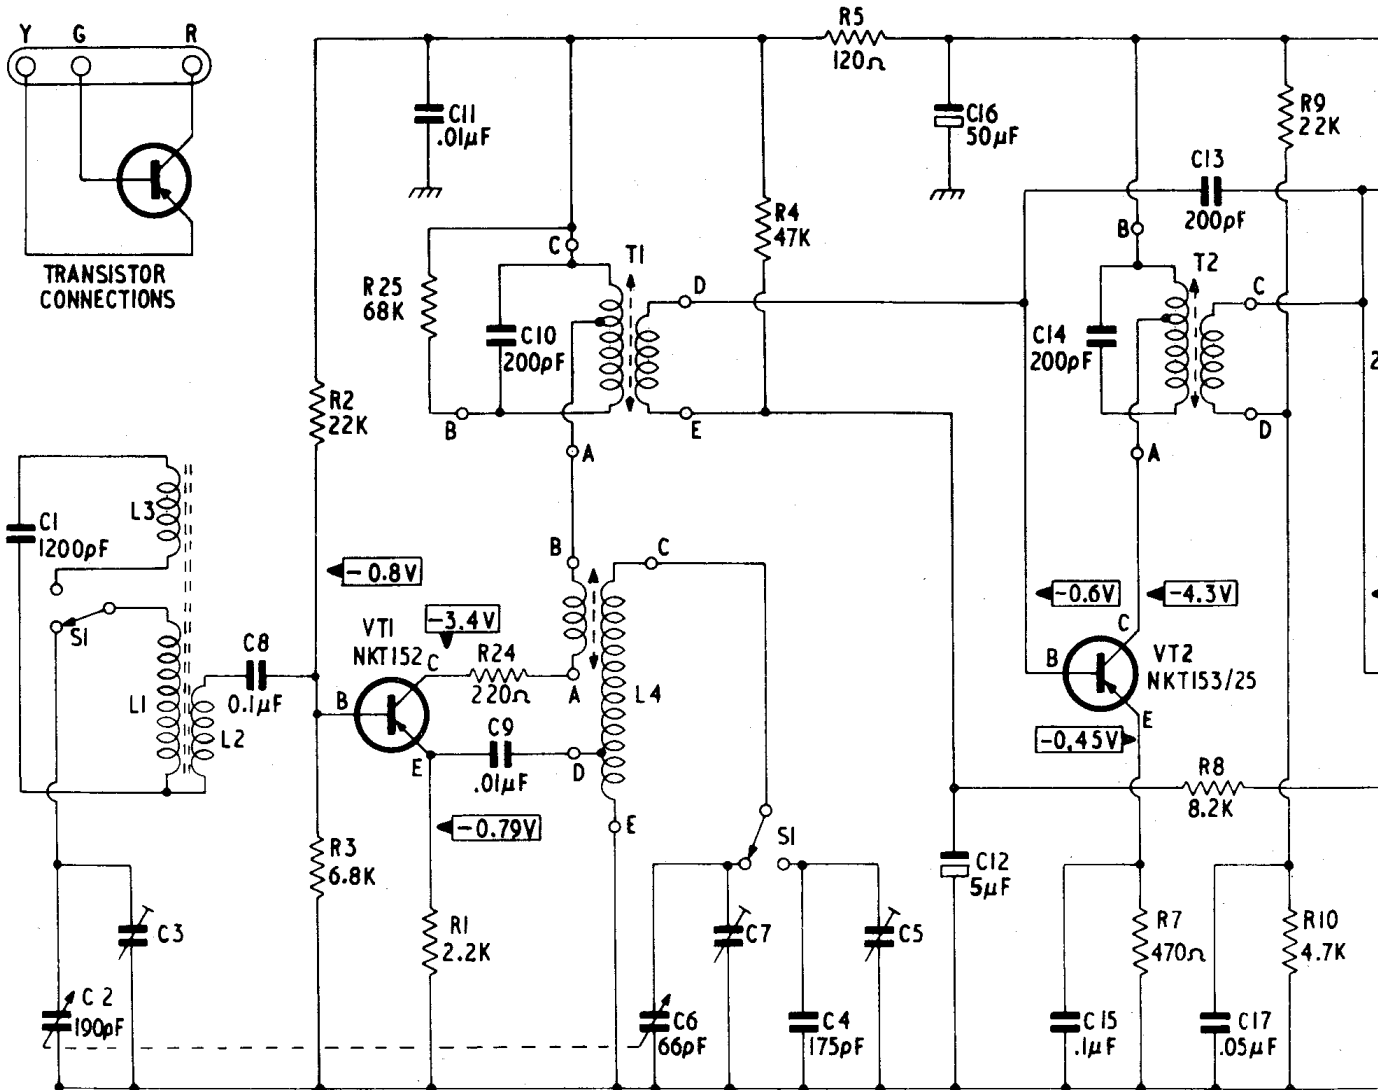 Y G R
TRANSISTOR
CONNECTIONS
R5
120Ω
C11
.01µF
C16
50µF
R9
22K
C13
200pF
R4
47K
C
T1
B
T2
R25
68K
D
C
C10
200pF
C14
200pF
2
R2
22K
B
E
D
A
A
L3
C1
1200pF
B
C
-0.8V
-0.6V
-4.3V
S1
VT1
NKT152
-3.4V
C
R24
220Ω
A
C
B
VT2
NKT153/25
E
C8
0.1µF
L1
L2
B
L4
C9
.01µF
E
D
-0.45V
R8
8.2K
-0.79V
E
S1
R3
6.8K
C12
5µF
C3
R1
2.2K
C7
C5
R7
470Ω
R10
4.7K
C2
190pF
C6
66pF
C4
175pF
C15
.1µF
C17
.05µF